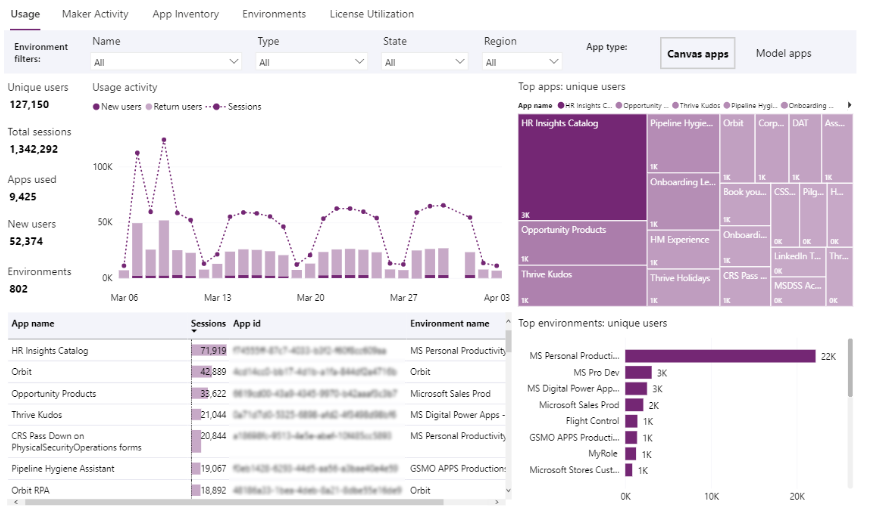 Usage Maker Activity App Inventory Environments License Utilization
Environment filters:
Name Type State Region App type:
All All All All Canvas apps Model apps
Unique users
127,150
Total sessions
1,342,292
Apps used
9,425
New users
52,374
Environments
802
Usage activity
New users Return users Sessions
100K
50K
0K
Mar 06 Mar 13 Mar 20 Mar 27 Apr 03
Top apps: unique users
App name HR Insights C... Opportunity ... Thrive Kudos Pipeline Hygi... Onboarding ...
HR Insights Catalog
3K
Opportunity Products
1K
Thrive Kudos
1K
Pipeline Hygie...
1K
Onboarding Le...
1K
HM Experience
1K
Thrive Holidays
1K
Orbit
1K
Corp...
1K
DAT
1K
Ass...
1K
Book you...
1K
Onboardi...
1K
CRS Pass ...
1K
CSS...
0K
Pilg...
0K
H...
0K
LinkedIn T...
0K
MSDSS Ac...
0K
Thr...
0K
App name Sessions App id Environment name
HR Insights Catalog 71,919 MS Personal Productivity
Orbit 42,889 Orbit
Opportunity Products 33,622 Microsoft Sales Prod
Thrive Kudos 21,044 MS Digital Power Apps -
CRS Pass Down on PhysicalSecurityOperations forms 20,844 MS Personal Productivity
Pipeline Hygiene Assistant 19,067 GSMO APPS Productions
Orbit RPA 18,892 Orbit
Top environments: unique users
MS Personal Producti... 22K
MS Pro Dev 3K
MS Digital Power App... 3K
Microsoft Sales Prod 2K
Flight Control 1K
GSMO APPS Producti... 1K
MyRole 1K
Microsoft Stores Cust... 1K
0K 10K 20K